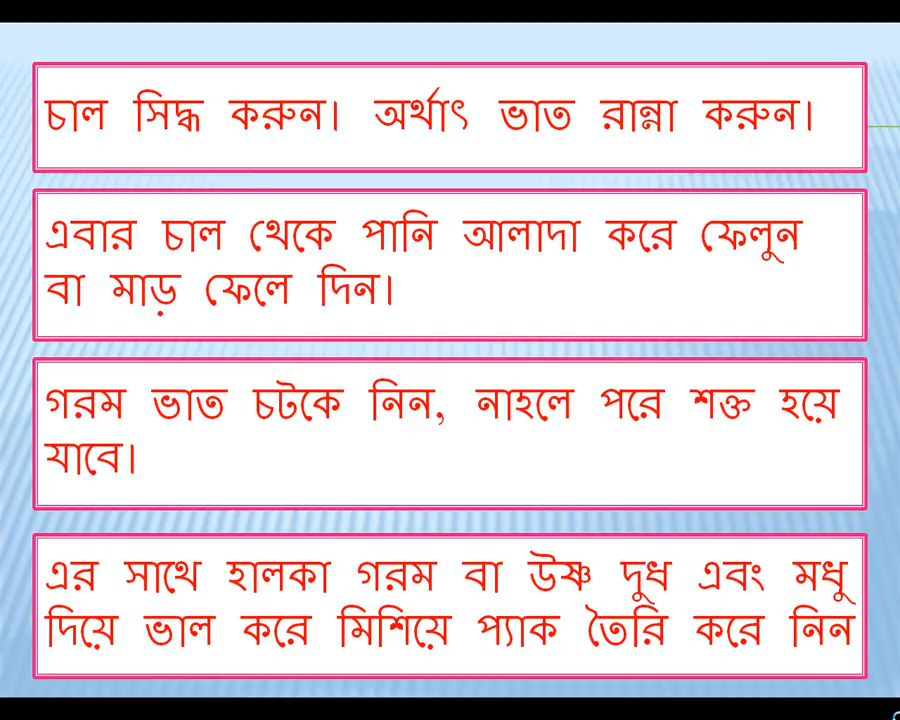 চাল সিদ্ধ করুন। অর্থাৎ ভাত রান্না করুন।
এবার চাল থেকে পানি আলাদা করে ফেলুন
বা মাড় ফেলে দিন।
গরম ভাত চটকে নিন, নাহলে পরে শক্ত হয়ে
যাবে।
এর সাথে হালকা গরম বা উষ্ণ দুধ এবং মধু
দিয়ে ভাল করে মিশিয়ে প্যাক তৈরি করে নিন